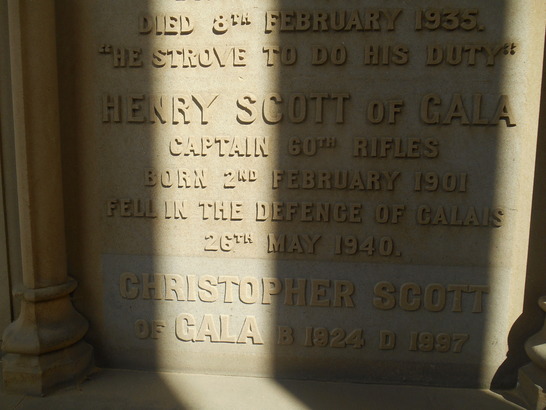 DIED 8TH FEBRUARY 1935.
"HE STROVE TO DO HIS DUTY"
HENRY SCOTT OF GALA
CAPTAIN 60TH RIFLES
BORN 2ND FEBRUARY 1901
FELL IN THE DEFENCE OF CALAIS
26TH MAY 1940.
CHRISTOPHER SCOTT
OF GALA B 1924 D 1997